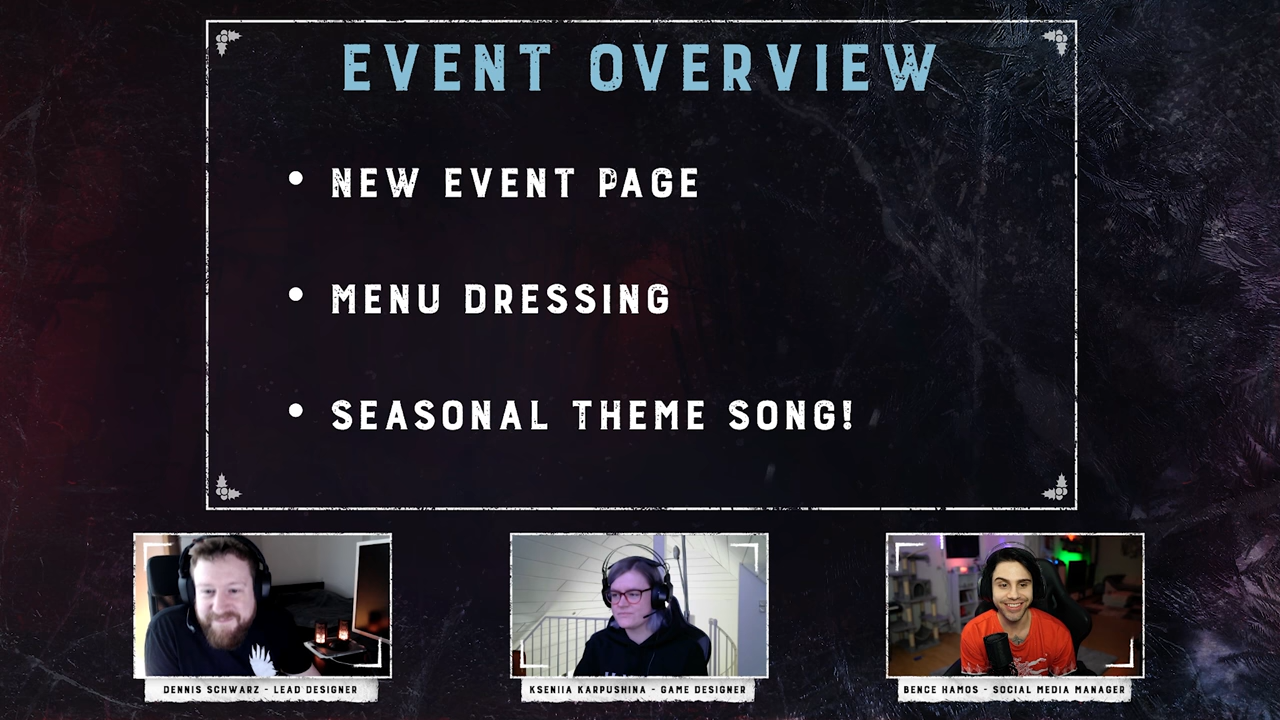 EVENT OVERVIEW
• NEW EVENT PAGE
• MENU DRESSING
• SEASONAL THEME SONG!
DENNIS SCHWARZ - LEAD DESIGNER
KSENIIA KARPUSHINA - GAME DESIGNER
BENCE HAMOS - SOCIAL MEDIA MANAGER